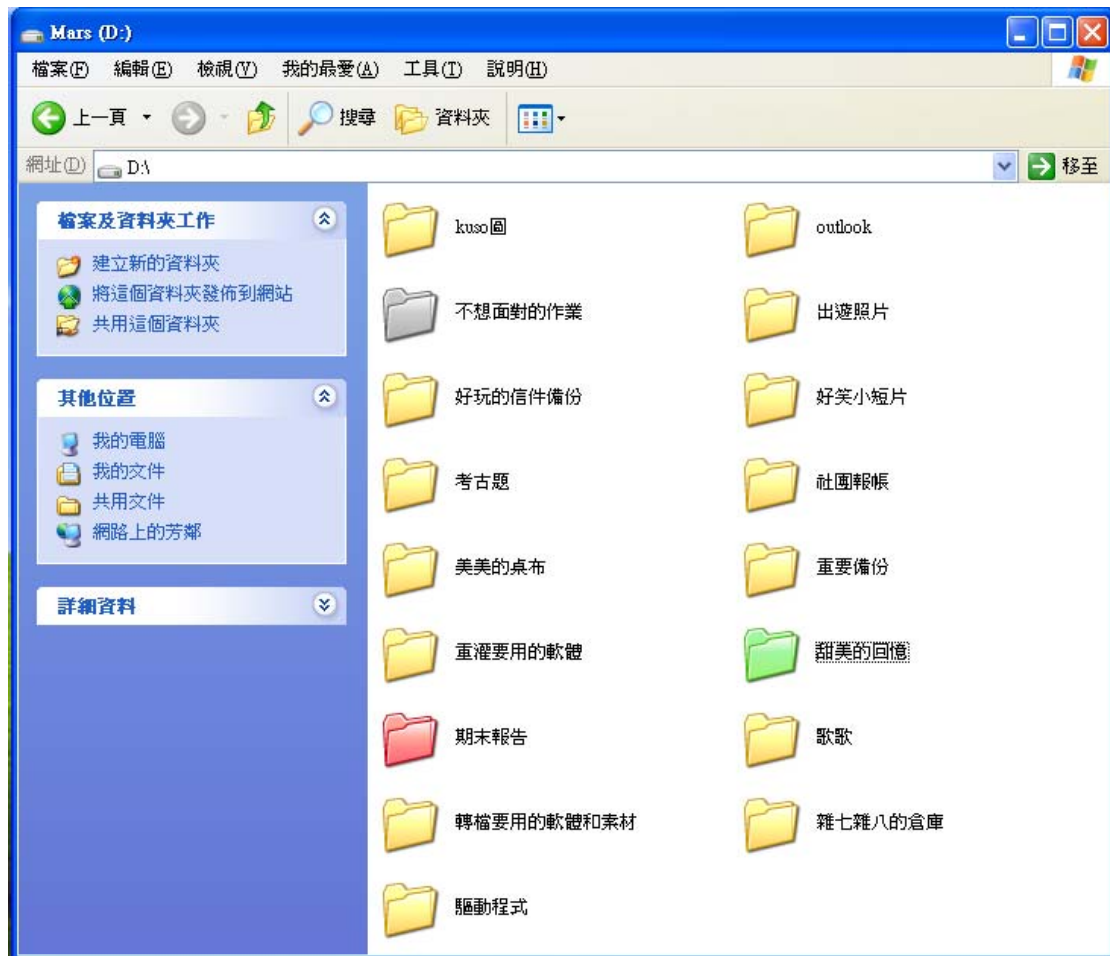 Mars (D:)
檔案(F) 編輯(E) 檢視(V) 我的最愛(A) 工具(T) 說明(H)
上一頁 搜尋 資料夾
網址(D) D:\ 移至
檔案及資料夾工作
建立新的資料夾
將這個資料夾發佈到網站
共用這個資料夾
其他位置
我的電腦
我的文件
共用文件
網路上的芳鄰
詳細資料
kuso圖 outlook
不想面對的作業 出遊照片
好玩的信件備份 好笑小短片
考古題 社團報帳
美美的桌布 重要備份
重灌要用的軟體 甜美的回憶
期末報告 歌歌
轉檔要用的軟體和素材 雜七雜八的倉庫
驅動程式